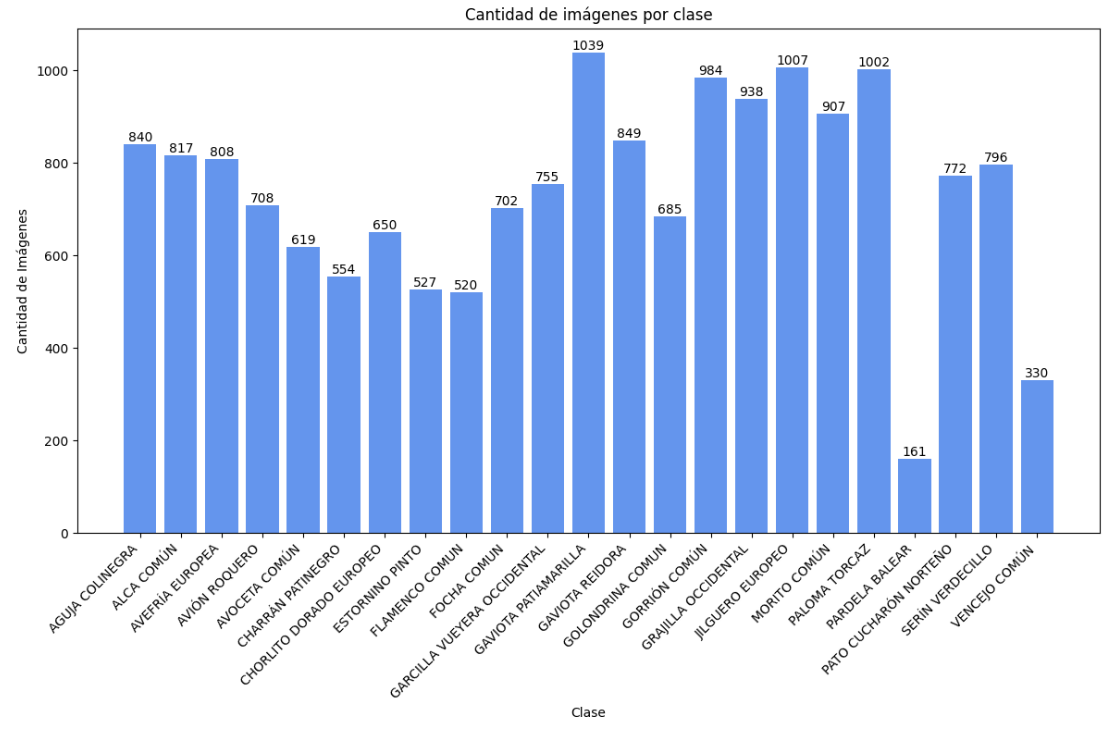 Cantidad de imágenes por clase
Cantidad de Imágenes
1000
800
600
400
200
0
840
817
808
708
619
554
650
527
520
702
755
1039
849
685
984
938
1007
907
1002
161
772
796
330
AGUJA COLINEGRA
ALCA COMÚN
AVEFRÍA EUROPEA
AVIÓN ROQUERO
AVOCETA COMÚN
CHARRÁN PATINEGRO
CHORLITO DORADO EUROPEO
ESTORNINO PINTO
FLAMENCO COMUN
FOCHA COMUN
GARCILLA VUEYERA OCCIDENTAL
GAVIOTA PATIAMARILLA
GAVIOTA REIDORA
GOLONDRINA COMUN
GORRIÓN COMÚN
GRAJILLA OCCIDENTAL
JILGUERO EUROPEO
MORITO COMÚN
PALOMA TORCAZ
PARDELA BALEAR
PATO CUCHARÓN NORTEÑO
SERÍN VERDECILLO
VENCEJO COMÚN
Clase